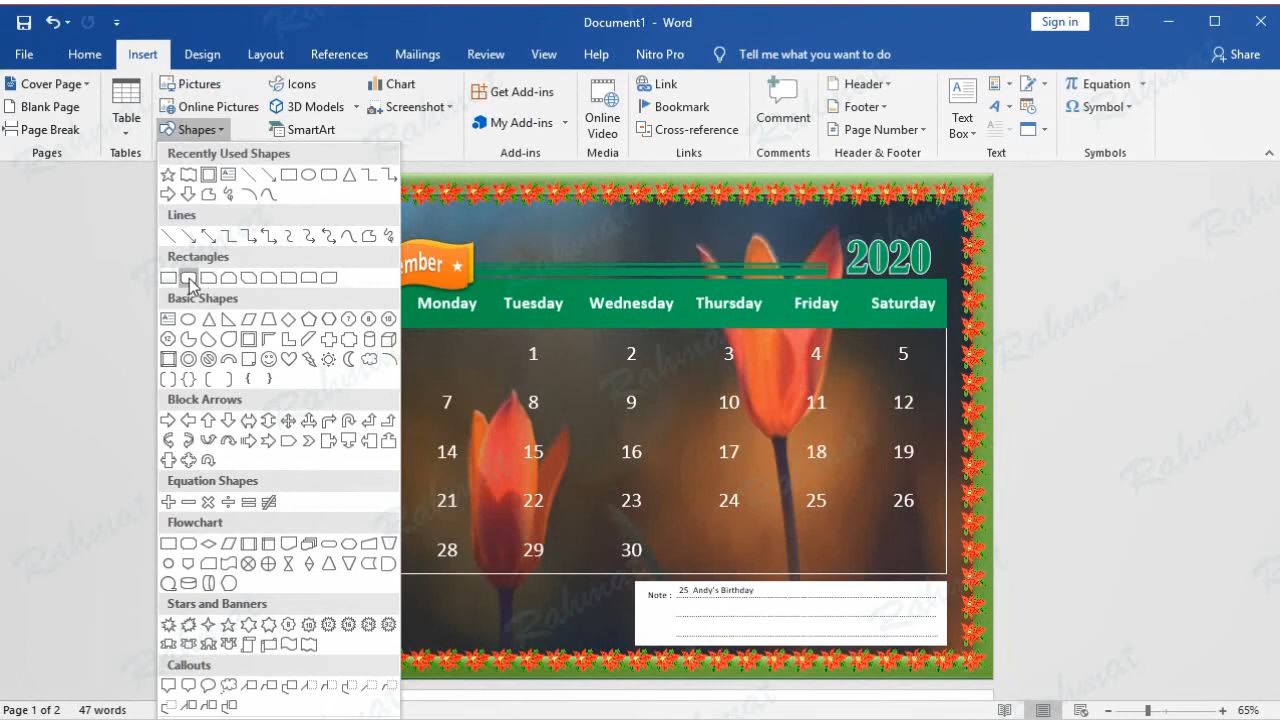 Document1 - Word
Sign in
File Home Insert Design Layout References Mailings Review View Help Nitro Pro Tell me what you want to do Share
Cover Page
Blank Page
Page Break
Pages
Table
Tables
Pictures
Online Pictures
Shapes
Icons
3D Models
SmartArt
Chart
Screenshot
Get Add-ins
My Add-ins
Add-ins
Online
Video
Media
Link
Bookmark
Cross-reference
Links
Comment
Comments
Header
Footer
Page Number
Header & Footer
Text
Box
Text
Equation
Symbol
Symbols
Recently Used Shapes
Lines
Rectangles
Basic Shapes
Block Arrows
Equation Shapes
Flowchart
Stars and Banners
Callouts
mber
2020
Monday Tuesday Wednesday Thursday Friday Saturday
1 2 3 4 5
7 8 9 10 11 12
14 15 16 17 18 19
21 22 23 24 25 26
28 29 30
Note : 25 Andy's Birthday
Page 1 of 2 47 words
65%
Rahmat